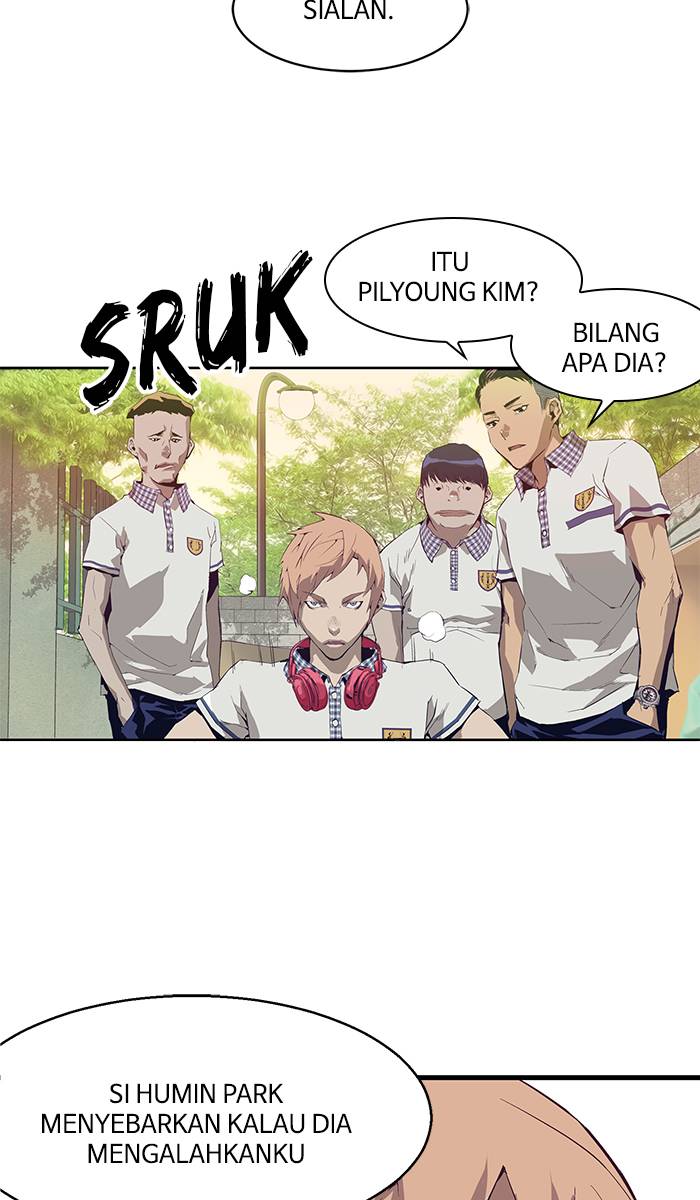 SIALAN.
SRUK
ITU
PILYOUNG KIM?
BILANG
APA DIA?
SI HUMIN PARK
MENYEBARKAN KALAU DIA
MENGALAHKANKU